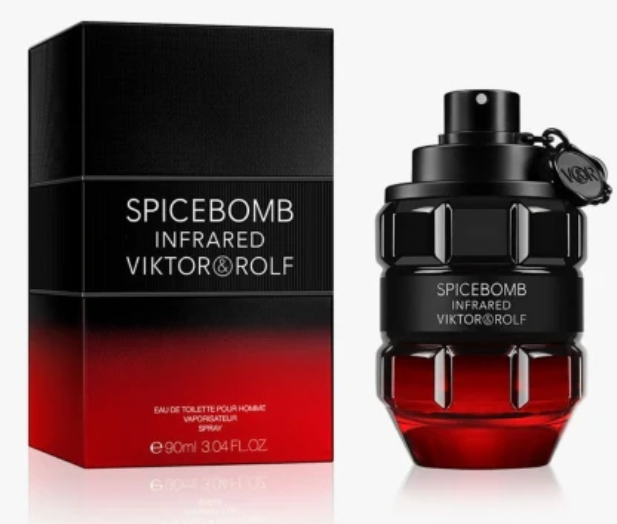 SPICEBOMB
INFRARED
VIKTOR&ROLF
EAU DE TOILETTE POUR HOMME
VAPORISATEUR
SPRAY
℮90ml 3.04 FL.OZ
V&R
SPICEBOMB
INFRARED
VIKTOR&ROLF